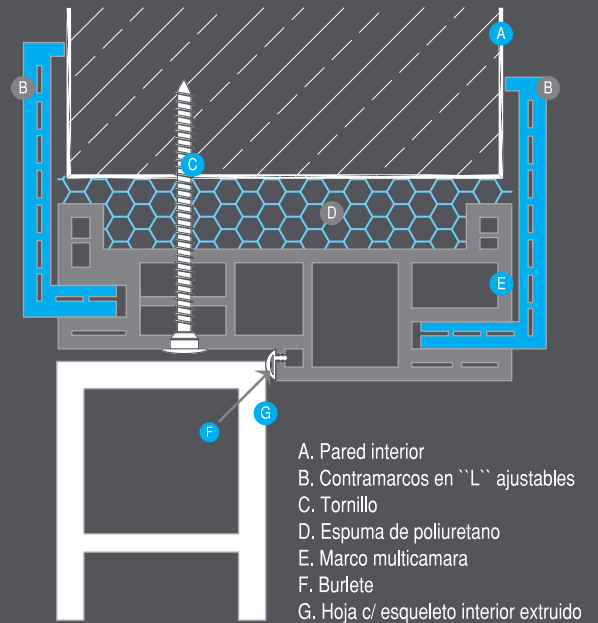 A
B
B
C
D
E
F
G
A. Pared interior
B. Contramarcos en ``L`` ajustables
C. Tornillo
D. Espuma de poliuretano
E. Marco multicamara
F. Burlete
G. Hoja c/ esqueleto interior extruido